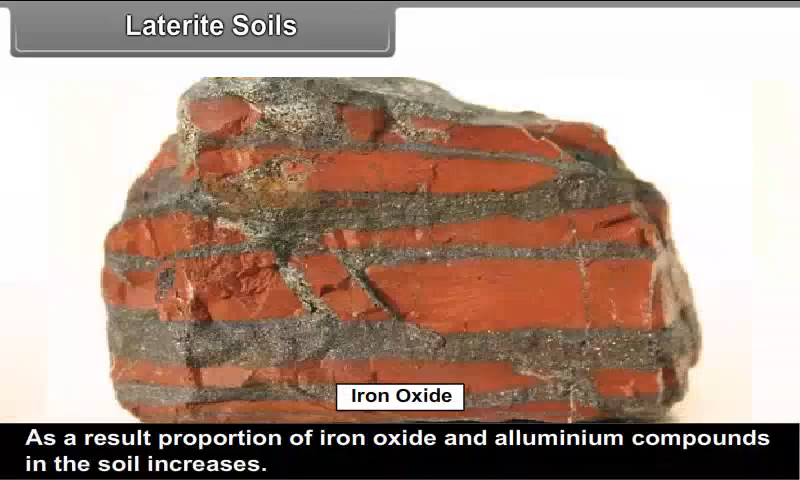 Laterite Soils
Iron Oxide
As a result proportion of iron oxide and alluminium compounds
in the soil increases.